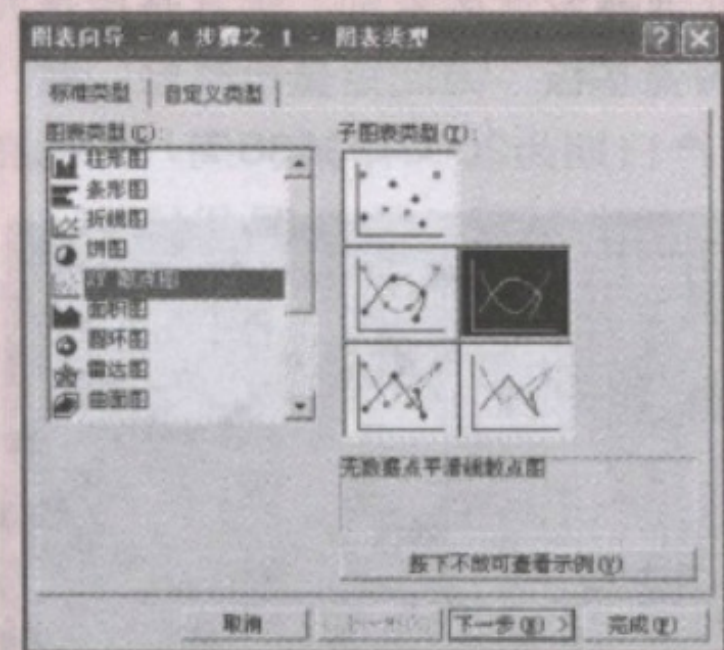 图表向导 - 4 步骤之 1 - 图表类型
标准类型 自定义类型
图表类型(C):
柱形图
条形图
折线图
饼图
XY 散点图
面积图
圆环图
雷达图
曲面图
子图表类型(T):
无数据点平滑线散点图
按下不放可查看示例(V)
取消
下一步(N) >
完成(F)